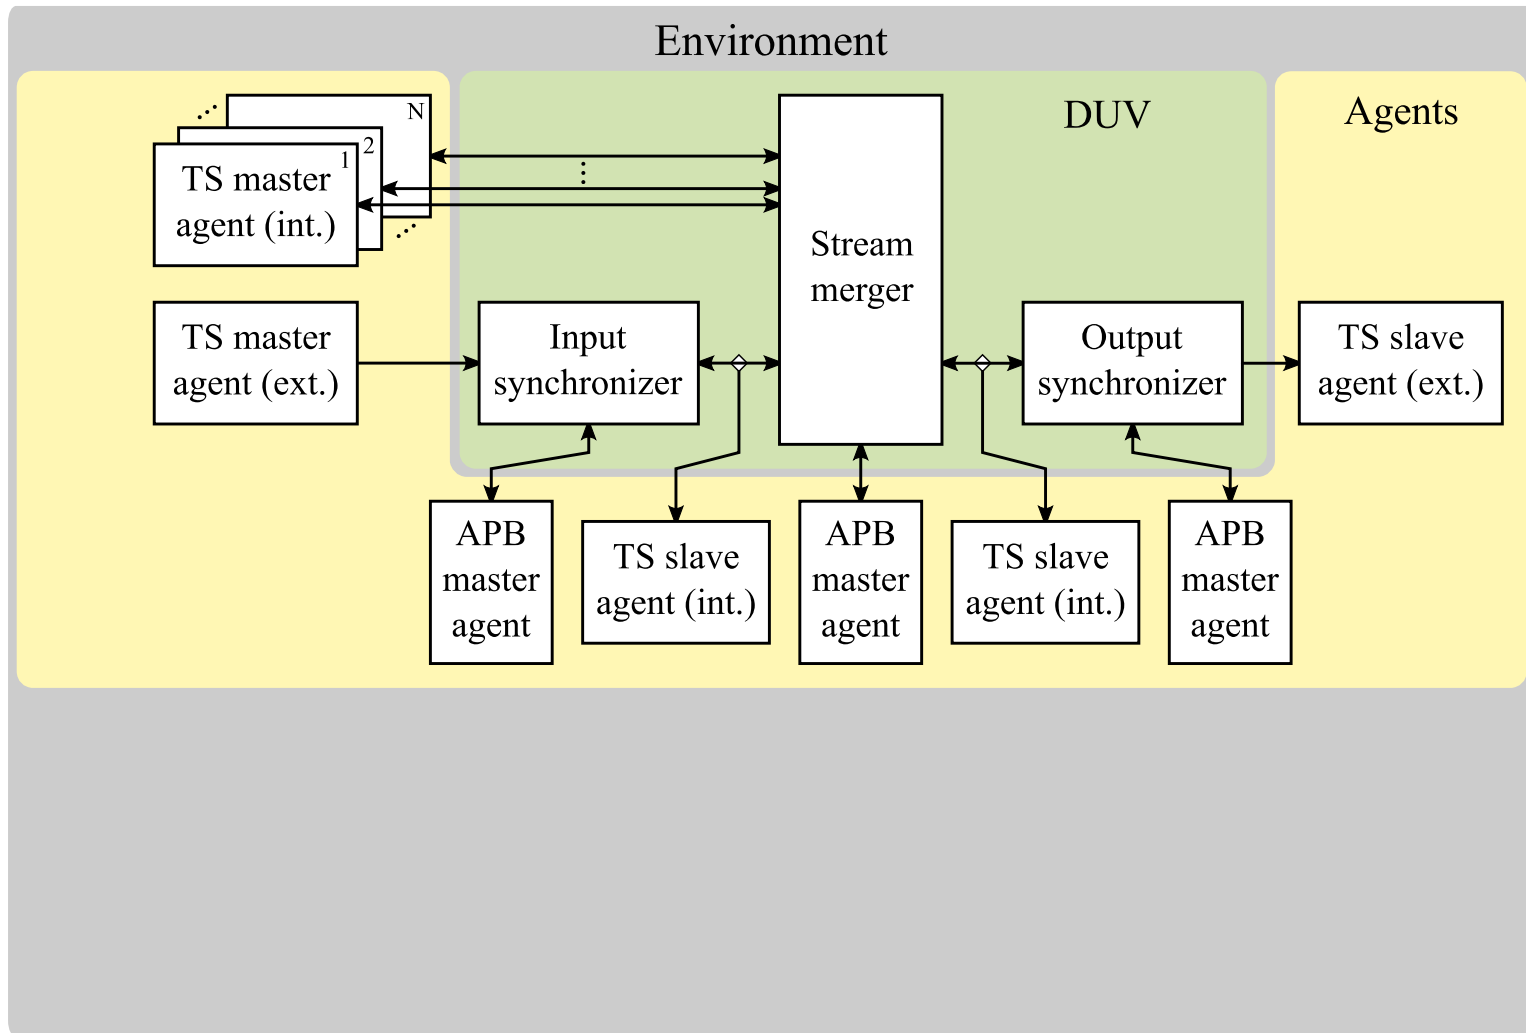 Environment
DUV
Agents
N
2
1
TS master
agent (int.)
Stream
merger
TS master
agent (ext.)
Input
synchronizer
Output
synchronizer
TS slave
agent (ext.)
APB
master
agent
TS slave
agent (int.)
APB
master
agent
TS slave
agent (int.)
APB
master
agent